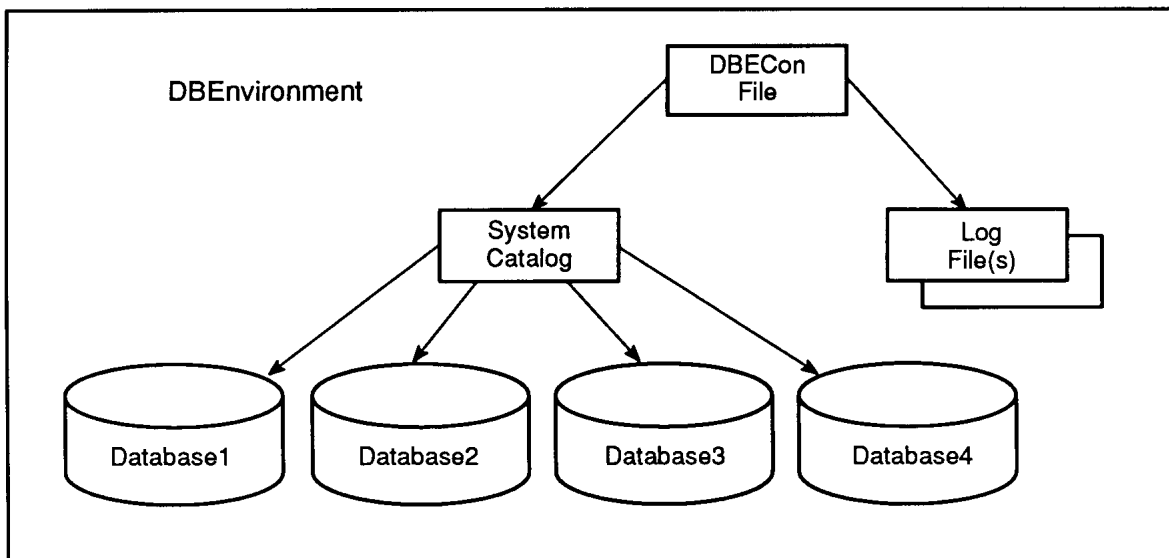 DBEnvironment
DBECon
File
System
Catalog
Log
File(s)
Database1
Database2
Database3
Database4